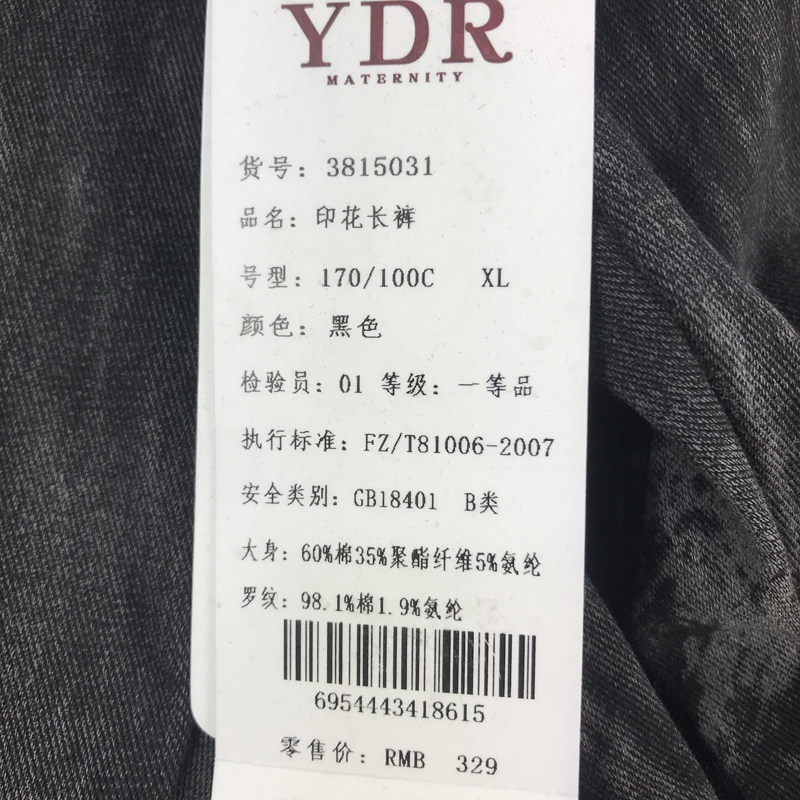 YDR
MATERNITY
货号：3815031
品名：印花长裤
号型：170/100C XL
颜色：黑色
检验员：01 等级：一等品
执行标准：FZ/T81006-2007
安全类别：GB18401 B类
大身：60%棉35%聚酯纤维5%氨纶
罗纹：98.1%棉1.9%氨纶
6954443418615
零售价：RMB 329